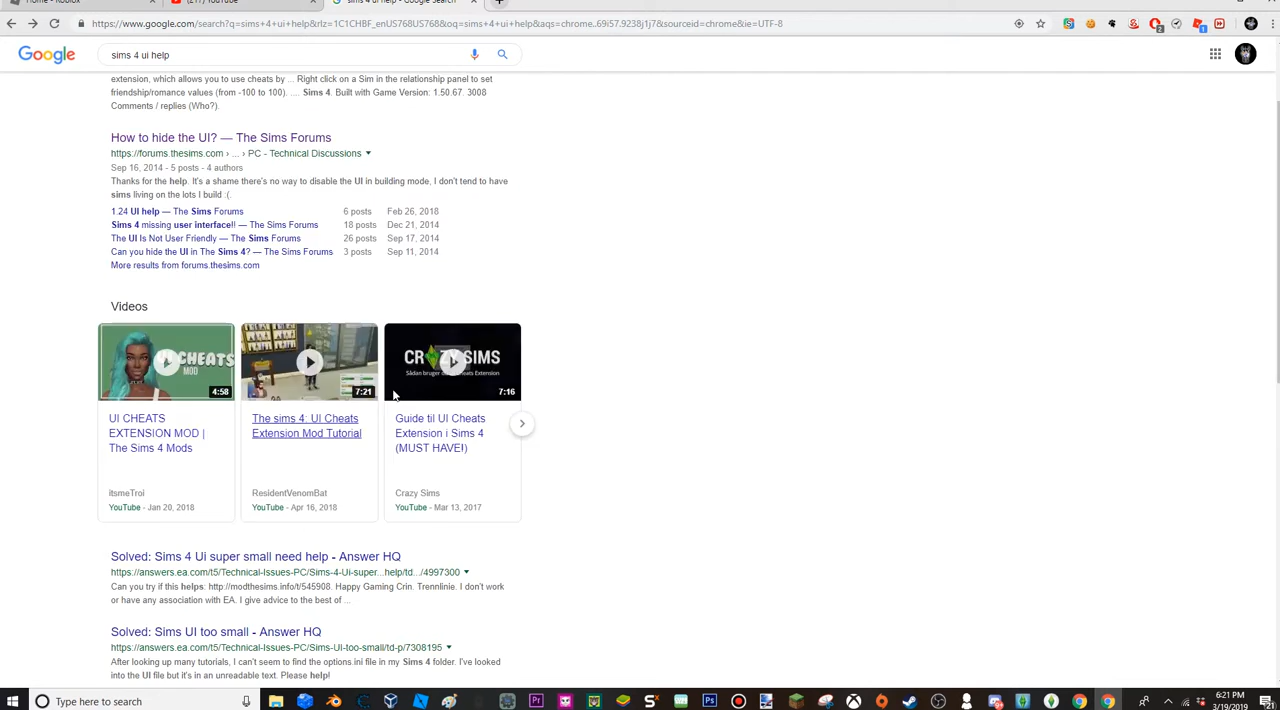 Home - Roblox
(217) YouTube
sims 4 ui help - Google Search
https://www.google.com/search?q=sims+4+ui+help&rlz=1C1CHBF_enUS768US768&oq=sims+4+ui+help&aqs=chrome..69i57.9238j1j7&sourceid=chrome&ie=UTF-8
Google
sims 4 ui help
extension, which allows you to use cheats by ... Right click on a Sim in the relationship panel to set
friendship/romance values (from -100 to 100). .... Sims 4. Built with Game Version: 1.50.67. 3008
Comments / replies (Who?).
How to hide the UI? — The Sims Forums
https://forums.thesims.com › ... › PC - Technical Discussions
Sep 16, 2014 - 5 posts - 4 authors
Thanks for the help. It's a shame there's no way to disable the UI in building mode, I don't tend to have
sims living on the lots I build :(.
1.24 UI help — The Sims Forums 6 posts Feb 26, 2018
Sims 4 missing user interface!! — The Sims Forums 18 posts Dec 21, 2014
The UI Is Not User Friendly — The Sims Forums 26 posts Sep 17, 2014
Can you hide the UI in The Sims 4? — The Sims Forums 3 posts Sep 11, 2014
More results from forums.thesims.com
Videos
UI CHEATS
MOD
4:58
7:21
CRAZY SIMS
Sådan bruger du UI Cheats Extension
7:16
UI CHEATS
EXTENSION MOD |
The Sims 4 Mods
itsmeTroi
YouTube - Jan 20, 2018
The sims 4: UI Cheats
Extension Mod Tutorial
ResidentVenomBat
YouTube - Apr 16, 2018
Guide til UI Cheats
Extension i Sims 4
(MUST HAVE!)
Crazy Sims
YouTube - Mar 13, 2017
Solved: Sims 4 Ui super small need help - Answer HQ
https://answers.ea.com/t5/Technical-Issues-PC/Sims-4-Ui-super...help/td.../4997300
Can you try if this helps: http://modthesims.info/t/545908. Happy Gaming Crin. Trennlinie. I don't work
or have any association with EA. I give advice to the best of ...
Solved: Sims UI too small - Answer HQ
https://answers.ea.com/t5/Technical-Issues-PC/Sims-UI-too-small/td-p/7308195
After looking up many tutorials, I can't seem to find the options.ini file in my Sims 4 folder. I've looked
into the UI file but it's in an unreadable text. Please help!
Type here to search
Pr
Ps
6:21 PM
3/19/2019
21